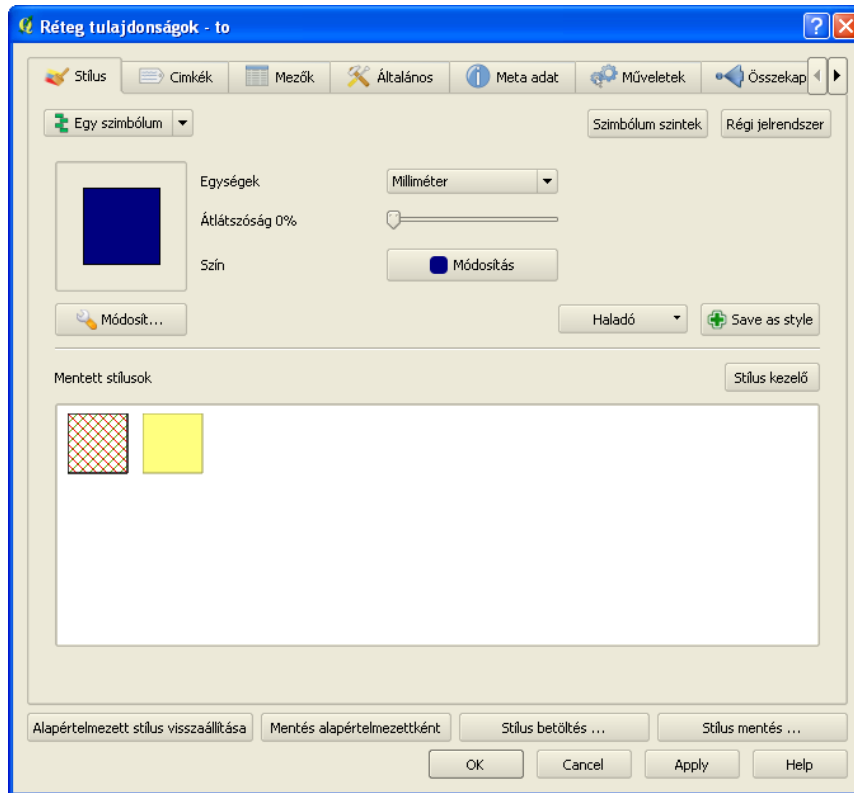 Réteg tulajdonságok - to
Stílus Cimkék Mezők Általános Meta adat Műveletek Összekap
Egy szimbólum Szimbólum szintek Régi jelrendszer
Egységek Milliméter
Átlátszóság 0%
Szín Módosítás
Módosít... Haladó Save as style
Mentett stílusok Stílus kezelő
Alapértelmezett stílus visszaállítása Mentés alapértelmezettként Stílus betöltés ... Stílus mentés ...
OK Cancel Apply Help